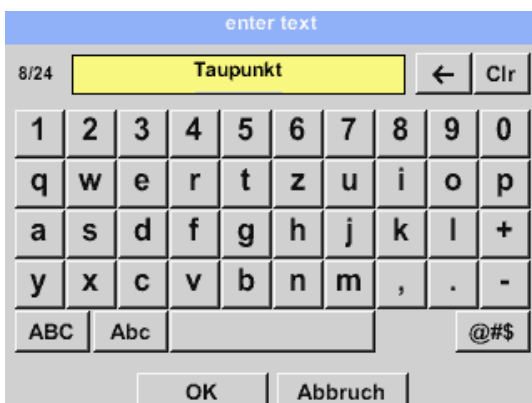 enter text
8/24 Taupunkt ← Clr
1 2 3 4 5 6 7 8 9 0
q w e r t z u i o p
a s d f g h j k l +
y x c v b n m , . -
ABC Abc @#$
OK Abbruch